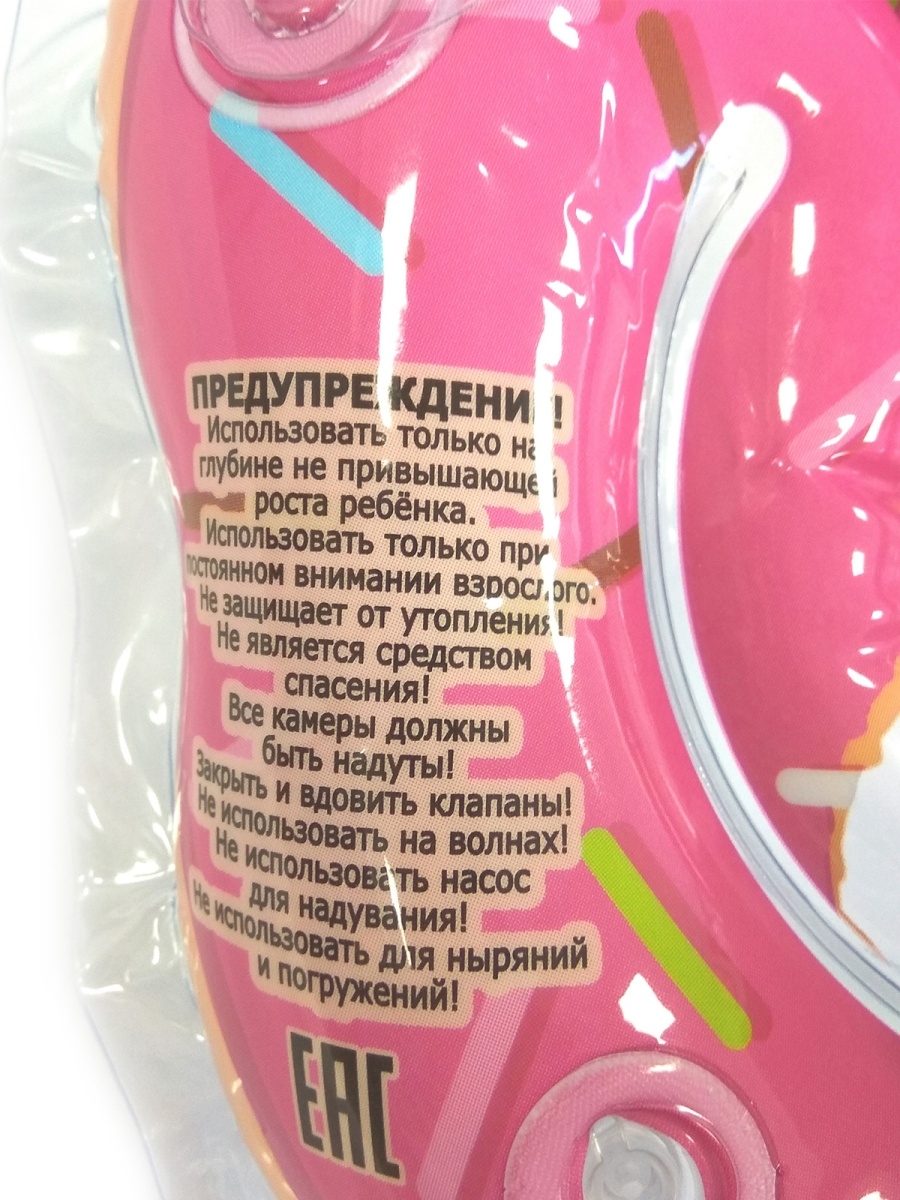 ПРЕДУПРЕЖДЕНИЕ!
Использовать только на
глубине не привышающей
роста ребёнка.
Использовать только при
постоянном внимании взрослого.
Не защищает от утопления!
Не является средством
спасения!
Все камеры должны
быть надуты!
Закрыть и вдовить клапаны!
Не использовать на волнах!
Не использовать насос
для надувания!
Не использовать для ныряний
и погружений!
ЕАС